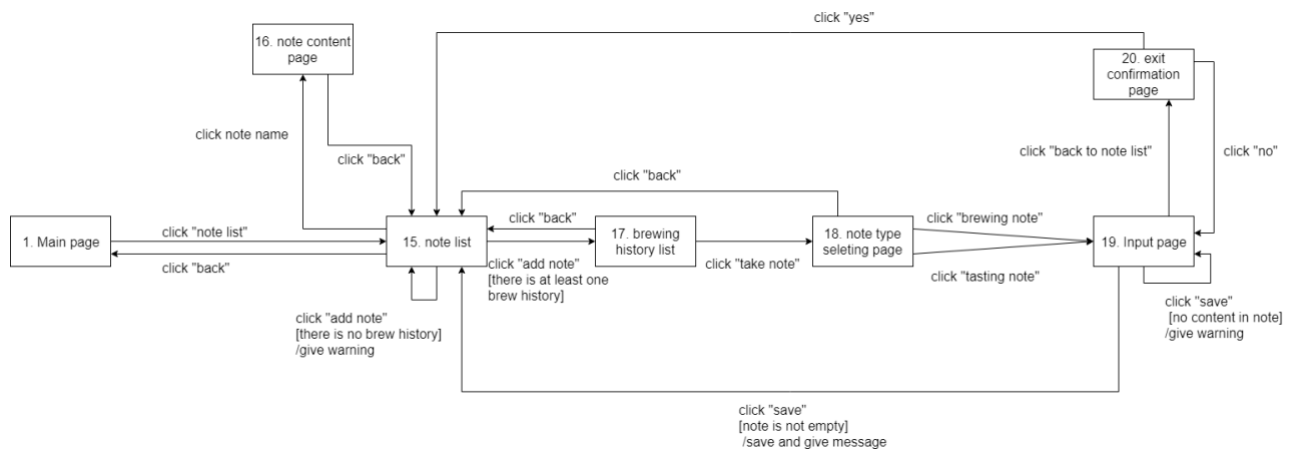 click "yes"
16. note content
page
20. exit
confirmation
page
click note name
click "back"
click "back to note list"
click "no"
click "back"
1. Main page
click "note list"
click "back"
15. note list
click "back"
17. brewing
history list
click "add note"
[there is at least one
brew history]
click "take note"
18. note type
seleting page
click "brewing note"
click "tasting note"
19. Input page
click "add note"
[there is no brew history]
/give warning
click "save"
[no content in note]
/give warning
click "save"
[note is not empty]
/save and give message